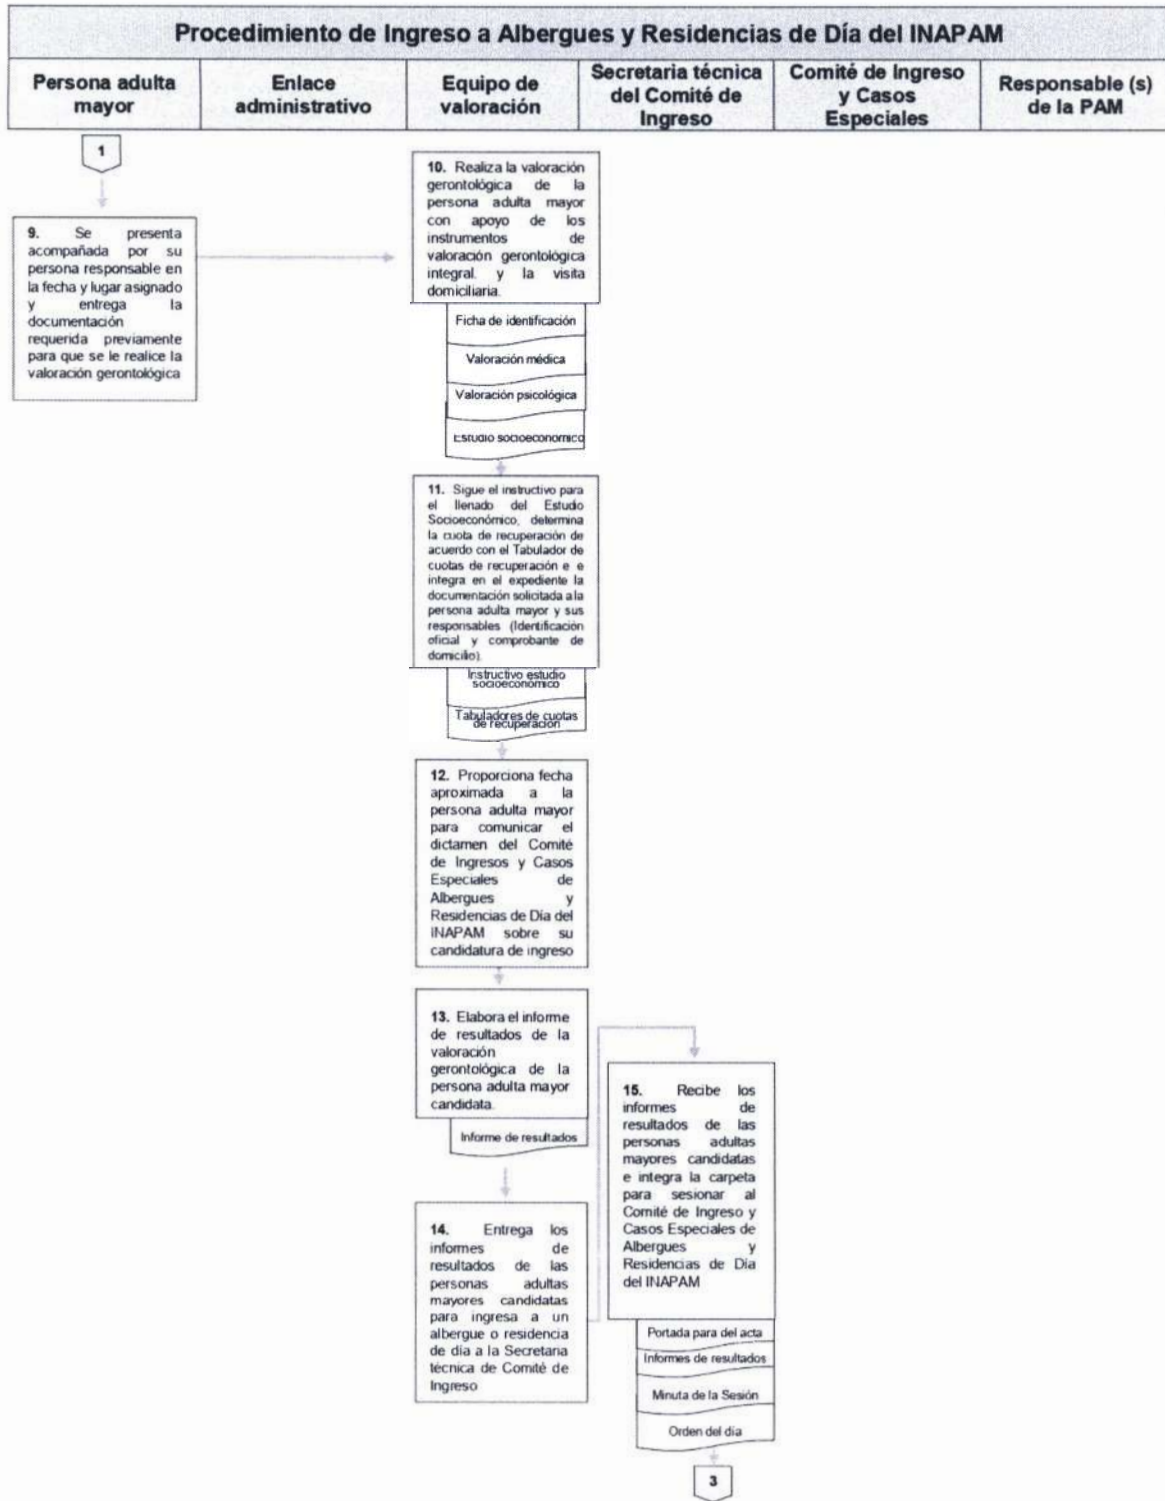 Procedimiento de Ingreso a Albergues y Residencias de Día del INAPAM
Persona adulta
mayor
Enlace
administrativo
Equipo de
valoración
Secretaria técnica
del Comité de
Ingreso
Comité de Ingreso
y Casos
Especiales
Responsable (s)
de la PAM
1
9. Se presenta
acompañada por su
persona responsable en
la fecha y lugar asignado
y entrega la
documentación
requerida previamente
para que se le realice la
valoración gerontológica
10. Realiza la valoración
gerontológica de la
persona adulta mayor
con apoyo de los
instrumentos de
valoración gerontológica
integral. y la visita
domiciliaria.
Ficha de identificación
Valoración médica
Valoración psicológica
Estudio socioeconómico
11. Sigue el instructivo para
el llenado del Estudio
Socioeconómico, determina
la cuota de recuperación de
acuerdo con el Tabulador de
cuotas de recuperación e e
integra en el expediente la
documentación solicitada a la
persona adulta mayor y sus
responsables (Identificación
oficial y comprobante de
domicilio).
Instructivo estudio
socioeconómico
Tabuladores de cuotas
de recuperación
12. Proporciona fecha
aproximada a la
persona adulta mayor
para comunicar el
dictamen del Comité
de Ingresos y Casos
Especiales de
Albergues y
Residencias de Día del
INAPAM sobre su
candidatura de ingreso
13. Elabora el informe
de resultados de la
valoración
gerontológica de la
persona adulta mayor
candidata.
Informe de resultados
14. Entrega los
informes de
resultados de las
personas adultas
mayores candidatas
para ingresa a un
albergue o residencia
de día a la Secretaria
técnica de Comité de
Ingreso
15. Recibe los
informes de
resultados de las
personas adultas
mayores candidatas
e integra la carpeta
para sesionar al
Comité de Ingreso y
Casos Especiales de
Albergues y
Residencias de Día
del INAPAM
Portada para del acta
Informes de resultados
Minuta de la Sesión
Orden del día
3